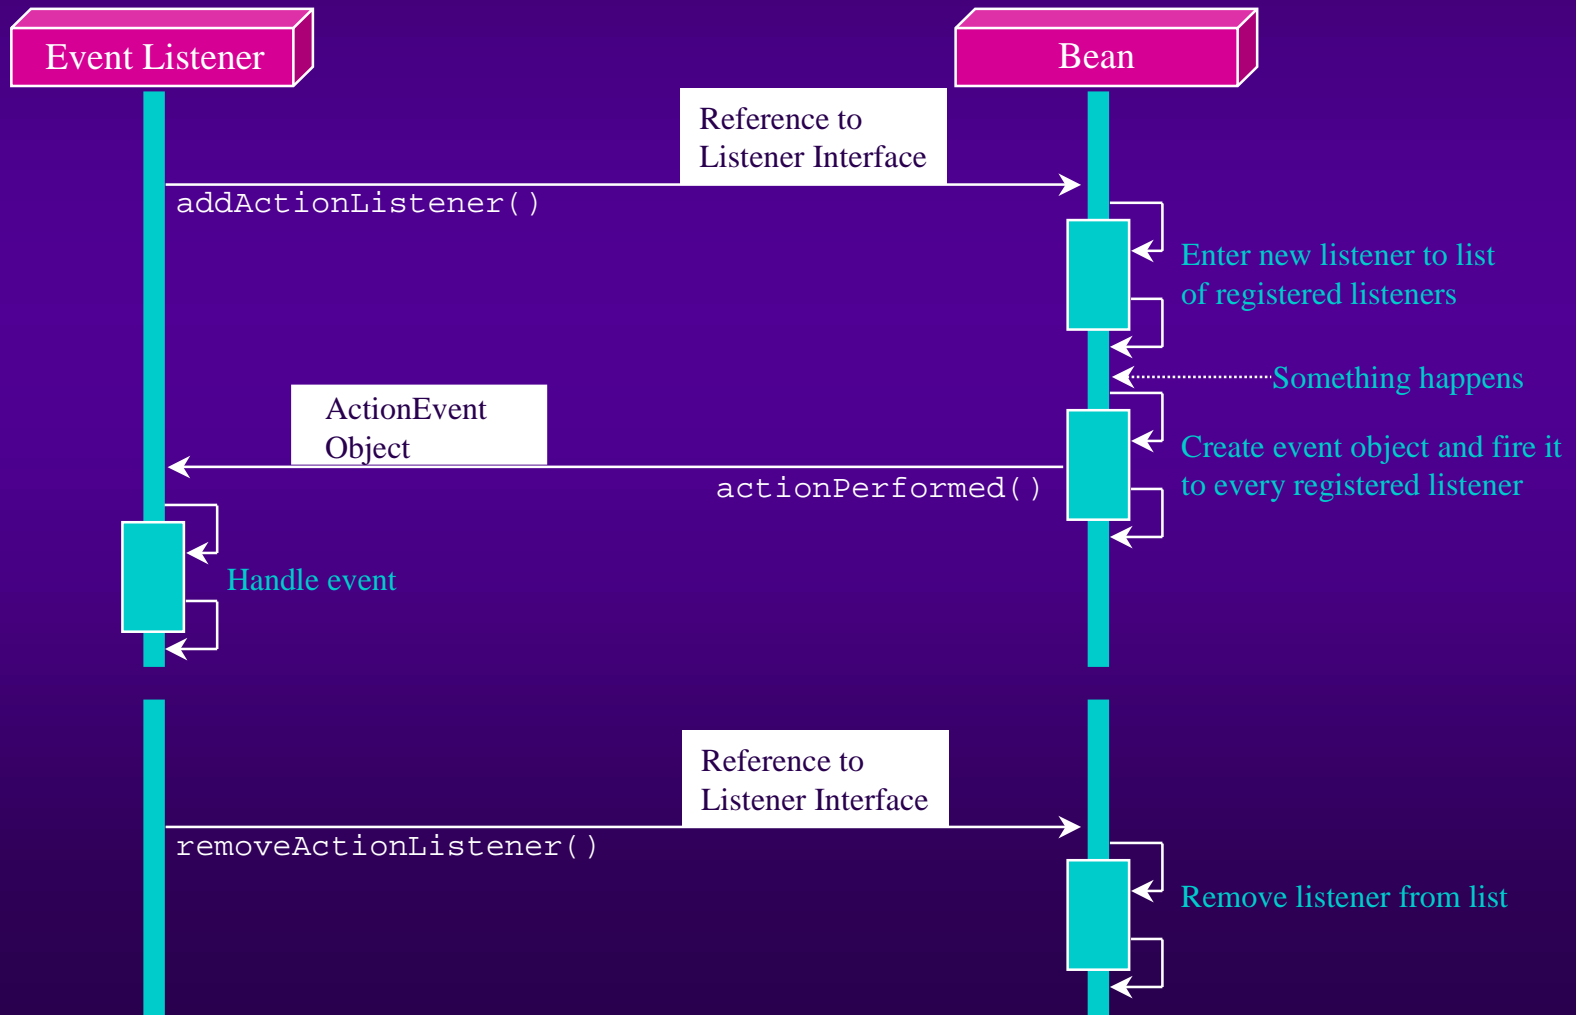 Event Listener
Bean
Reference to
Listener Interface
addActionListener()
Enter new listener to list
of registered listeners
Something happens
ActionEvent
Object
actionPerformed()
Create event object and fire it
to every registered listener
Handle event
Reference to
Listener Interface
removeActionListener()
Remove listener from list